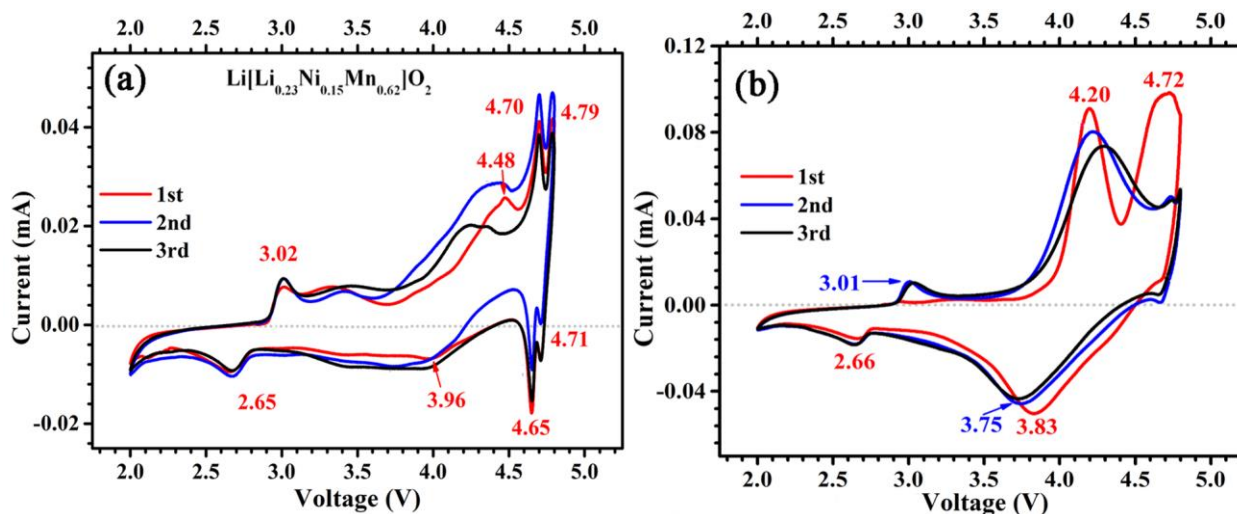 2.0 2.5 3.0 3.5 4.0 4.5 5.0
(a)
Li[Li0.23Ni0.15Mn0.62]O2
4.70 4.79
4.48
0.04
1st
2nd
3rd
0.02
3.02
0.00
4.71
2.65
3.96
4.65
-0.02
Current (mA)
2.0 2.5 3.0 3.5 4.0 4.5 5.0
Voltage (V)
2.0 2.5 3.0 3.5 4.0 4.5 5.0
0.12
(b)
4.20 4.72
0.08
1st
2nd
3rd
0.04
3.01
0.00
2.66
-0.04
3.75 3.83
Current (mA)
2.0 2.5 3.0 3.5 4.0 4.5 5.0
Voltage (V)